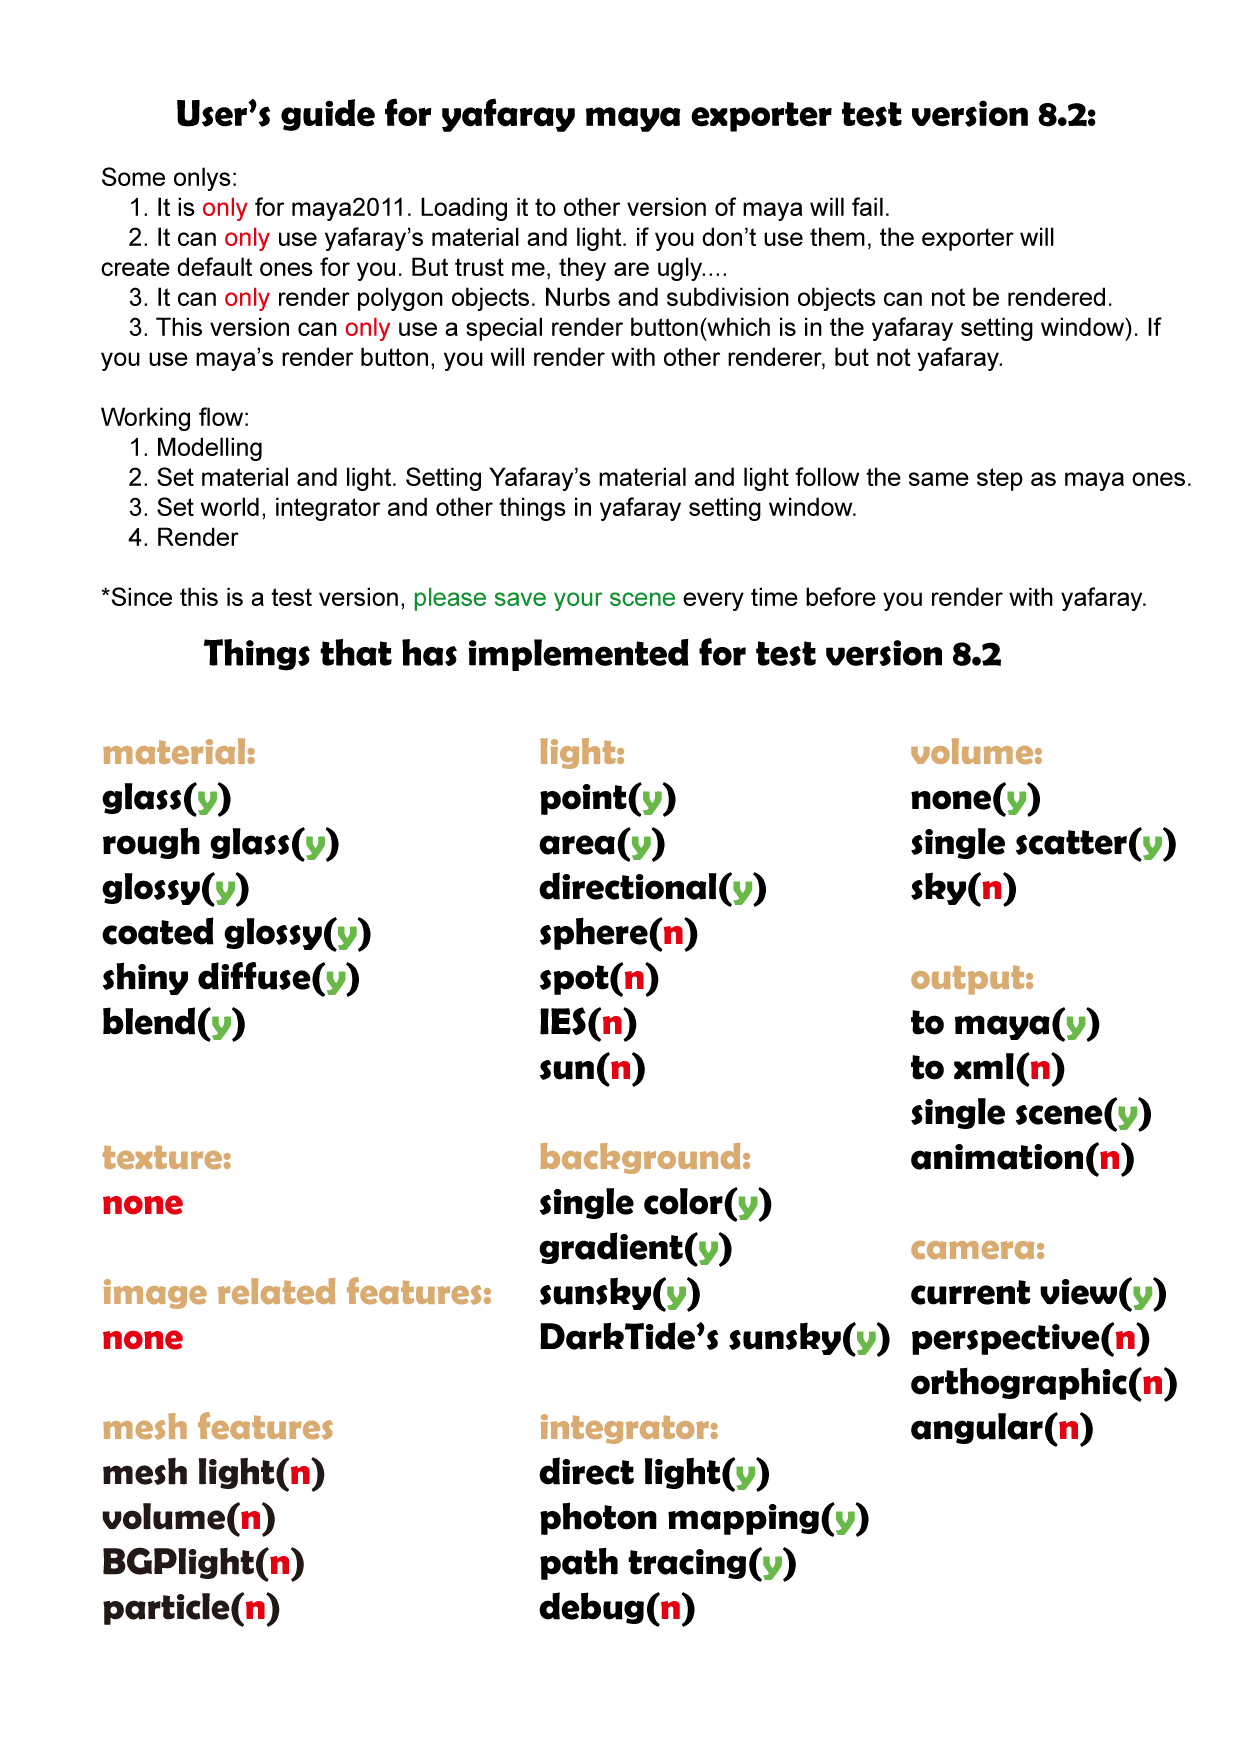 User's guide for yafaray maya exporter test version 8.2:
Some onlys:
1. It is only for maya2011. Loading it to other version of maya will fail.
2. It can only use yafaray's material and light. if you don't use them, the exporter will
create default ones for you. But trust me, they are ugly....
3. It can only render polygon objects. Nurbs and subdivision objects can not be rendered.
3. This version can only use a special render button(which is in the yafaray setting window). If
you use maya's render button, you will render with other renderer, but not yafaray.
Working flow:
1. Modelling
2. Set material and light. Setting Yafaray's material and light follow the same step as maya ones.
3. Set world, integrator and other things in yafaray setting window.
4. Render
*Since this is a test version, please save your scene every time before you render with yafaray.
Things that has implemented for test version 8.2
material:
glass(y)
rough glass(y)
glossy(y)
coated glossy(y)
shiny diffuse(y)
blend(y)
texture:
none
image related features:
none
mesh features
mesh light(n)
volume(n)
BGPlight(n)
particle(n)
light:
point(y)
area(y)
directional(y)
sphere(n)
spot(n)
IES(n)
sun(n)
background:
single color(y)
gradient(y)
sunsky(y)
DarkTide's sunsky(y)
integrator:
direct light(y)
photon mapping(y)
path tracing(y)
debug(n)
volume:
none(y)
single scatter(y)
sky(n)
output:
to maya(y)
to xml(n)
single scene(y)
animation(n)
camera:
current view(y)
perspective(n)
orthographic(n)
angular(n)